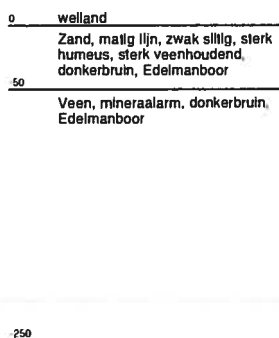 0 weiland
Zand, matig fijn, zwak siltig, sterk
humeus, sterk veenhoudend,
donkerbruin, Edelmanboor
-50
Veen, mineraalarm, donkerbruin,
Edelmanboor
-250